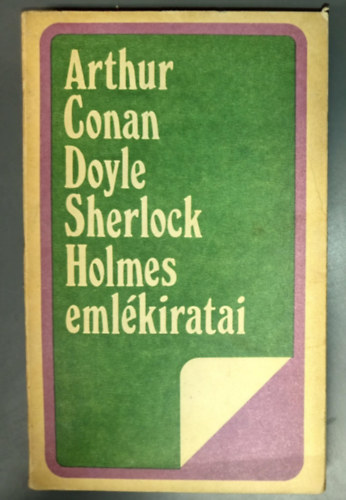 Arthur
Conan
Doyle
Sherlock
Holmes
emlékiratai